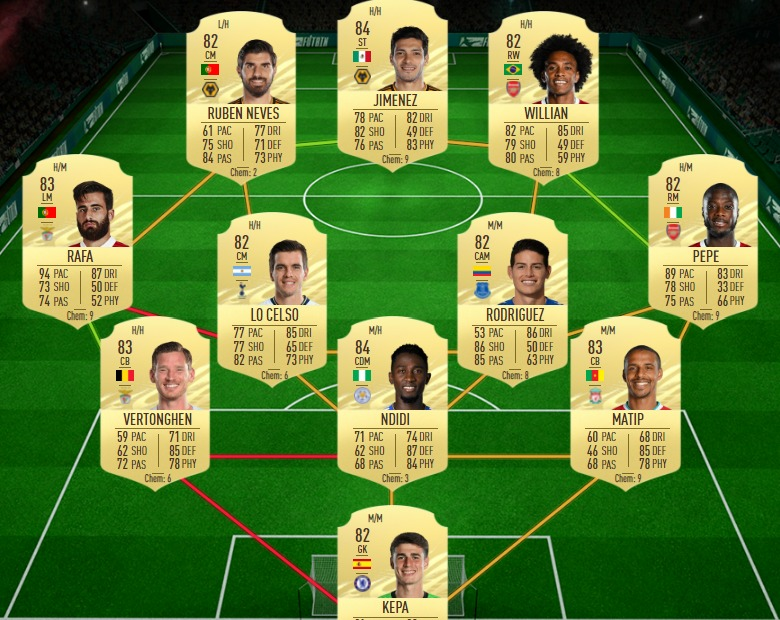 L/H
82
CM
RUBEN NEVES
61 PAC 77 DRI
75 SHO 71 DEF
84 PAS 73 PHY
Chem: 2
H/H
84
ST
JIMENEZ
78 PAC 82 DRI
82 SHO 49 DEF
76 PAS 83 PHY
Chem: 9
H/H
82
RW
WILLIAN
82 PAC 85 DRI
79 SHO 49 DEF
80 PAS 59 PHY
Chem: 8
H/M
83
LM
RAFA
94 PAC 87 DRI
73 SHO 50 DEF
74 PAS 52 PHY
Chem: 9
H/H
82
CM
LO CELSO
77 PAC 85 DRI
77 SHO 65 DEF
82 PAS 73 PHY
Chem: 6
M/M
82
CAM
RODRIGUEZ
53 PAC 86 DRI
86 SHO 50 DEF
85 PAS 63 PHY
Chem: 8
H/M
82
RM
PEPE
89 PAC 83 DRI
78 SHO 33 DEF
75 PAS 66 PHY
Chem: 9
H/H
83
CB
VERTONGHEN
59 PAC 71 DRI
62 SHO 85 DEF
72 PAS 78 PHY
Chem: 6
M/H
84
CDM
NDIDI
71 PAC 74 DRI
62 SHO 87 DEF
68 PAS 84 PHY
Chem: 3
M/M
83
CB
MATIP
60 PAC 68 DRI
46 SHO 85 DEF
68 PAS 78 PHY
Chem: 9
M/M
82
GK
KEPA